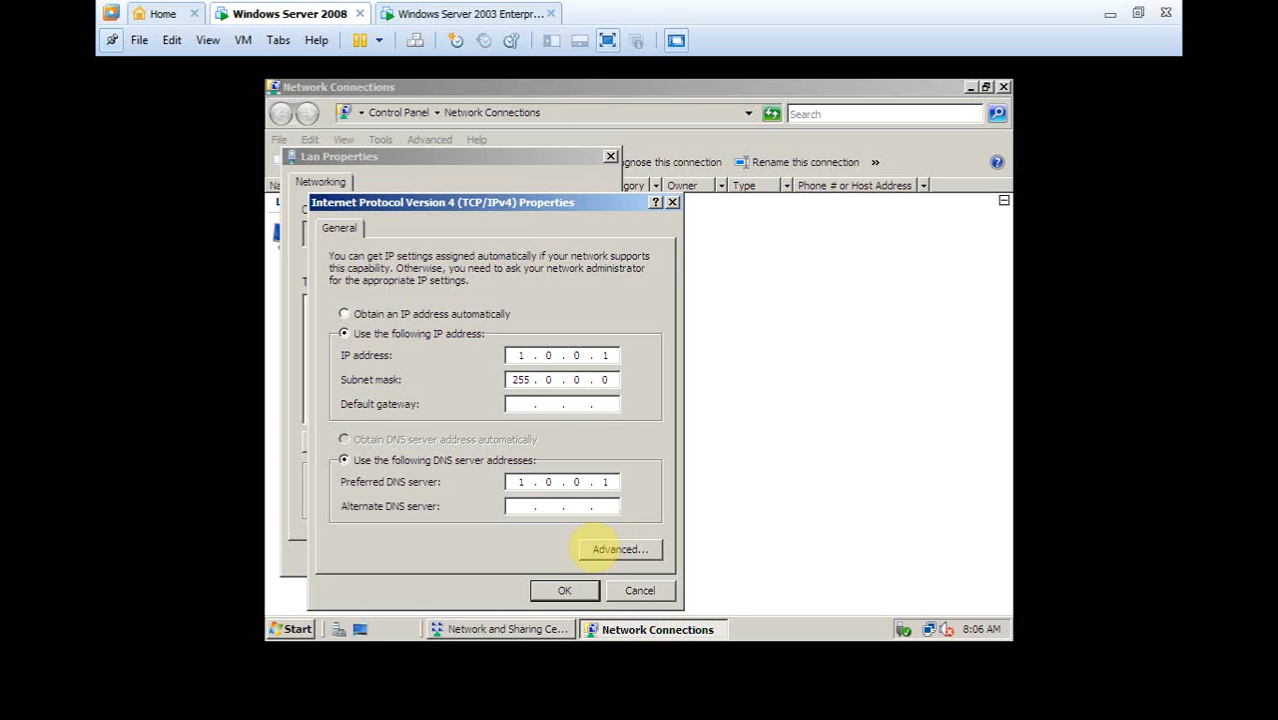 Home
Windows Server 2008
Windows Server 2003 Enterpr...
File Edit View VM Tabs Help
Network Connections
Control Panel Network Connections
Search
File Edit View Tools Advanced Help
Lan Properties
gnose this connection
Rename this connection
»
Networking
Na
gory
Owner
Type
Phone # or Host Address
L
Internet Protocol Version 4 (TCP/IPv4) Properties
C
General
You can get IP settings assigned automatically if your network supports
this capability. Otherwise, you need to ask your network administrator
for the appropriate IP settings.
T
Obtain an IP address automatically
Use the following IP address:
IP address: 1 . 0 . 0 . 1
Subnet mask: 255 . 0 . 0 . 0
Default gateway: . . .
Obtain DNS server address automatically
Use the following DNS server addresses:
Preferred DNS server: 1 . 0 . 0 . 1
Alternate DNS server: . . .
Advanced...
OK Cancel
Start
Network and Sharing Ce...
Network Connections
8:06 AM